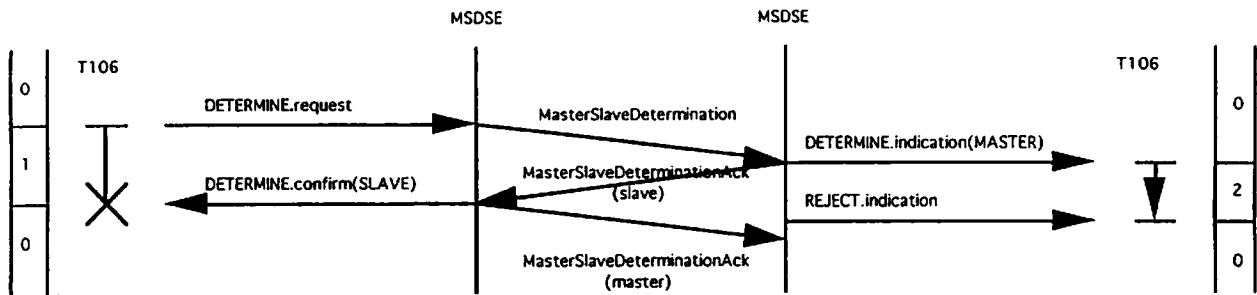 MSDSE
MSDSE
T106
T106
0
0
DETERMINE.request
MasterSlaveDetermination
DETERMINE.indication(MASTER)
1
DETERMINE.confirm(SLAVE)
MasterSlaveDeterminationAck
(slave)
REJECT.indication
2
0
MasterSlaveDeterminationAck
(master)
0